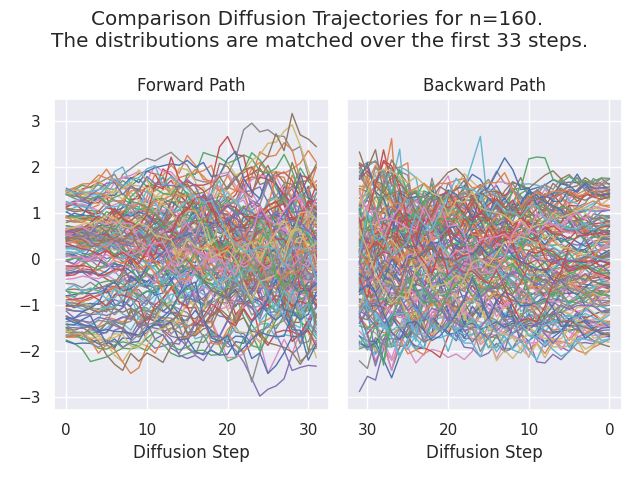 Comparison Diffusion Trajectories for n=160.
The distributions are matched over the first 33 steps.
Forward Path
Backward Path
3
2
1
0
−1
−2
−3
0 10 20 30
30 20 10 0
Diffusion Step
Diffusion Step